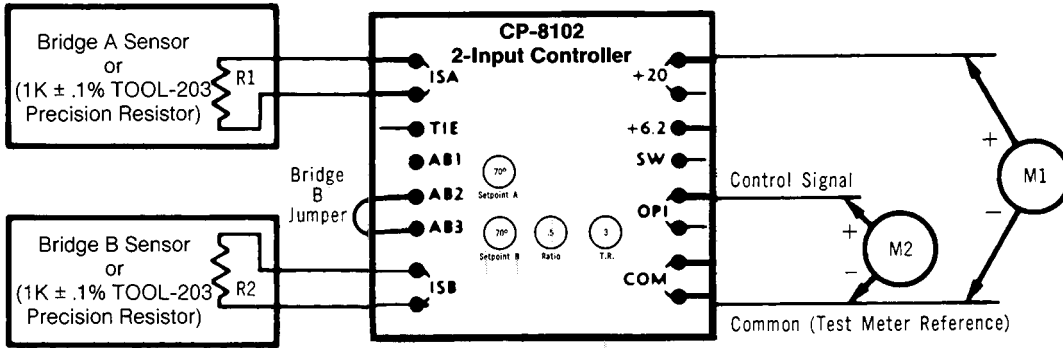 Bridge A Sensor
or
(1K ± .1% TOOL-203
Precision Resistor)
R1
CP-8102
2-Input Controller
ISA
TIE
AB1
AB2
AB3
ISB
Bridge
B
Jumper
70°
Setpoint A
70°
Setpoint B
.5
Ratio
3
T.R.
+20
+6.2
SW
OP1
COM
Control Signal
+
M1
−
+
M2
−
Common (Test Meter Reference)
Bridge B Sensor
or
(1K ± .1% TOOL-203
Precision Resistor)
R2